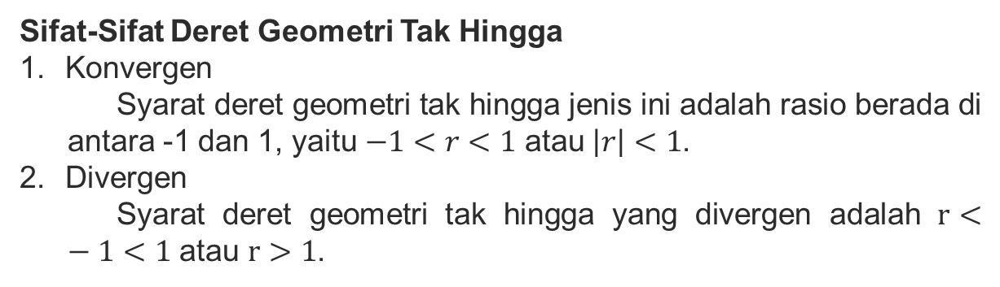 Sifat-Sifat Deret Geometri Tak Hingga
1. Konvergen
Syarat deret geometri tak hingga jenis ini adalah rasio berada di
antara -1 dan 1, yaitu −1 < r < 1 atau |r| < 1.
2. Divergen
Syarat deret geometri tak hingga yang divergen adalah r <
− 1 < 1 atau r > 1.